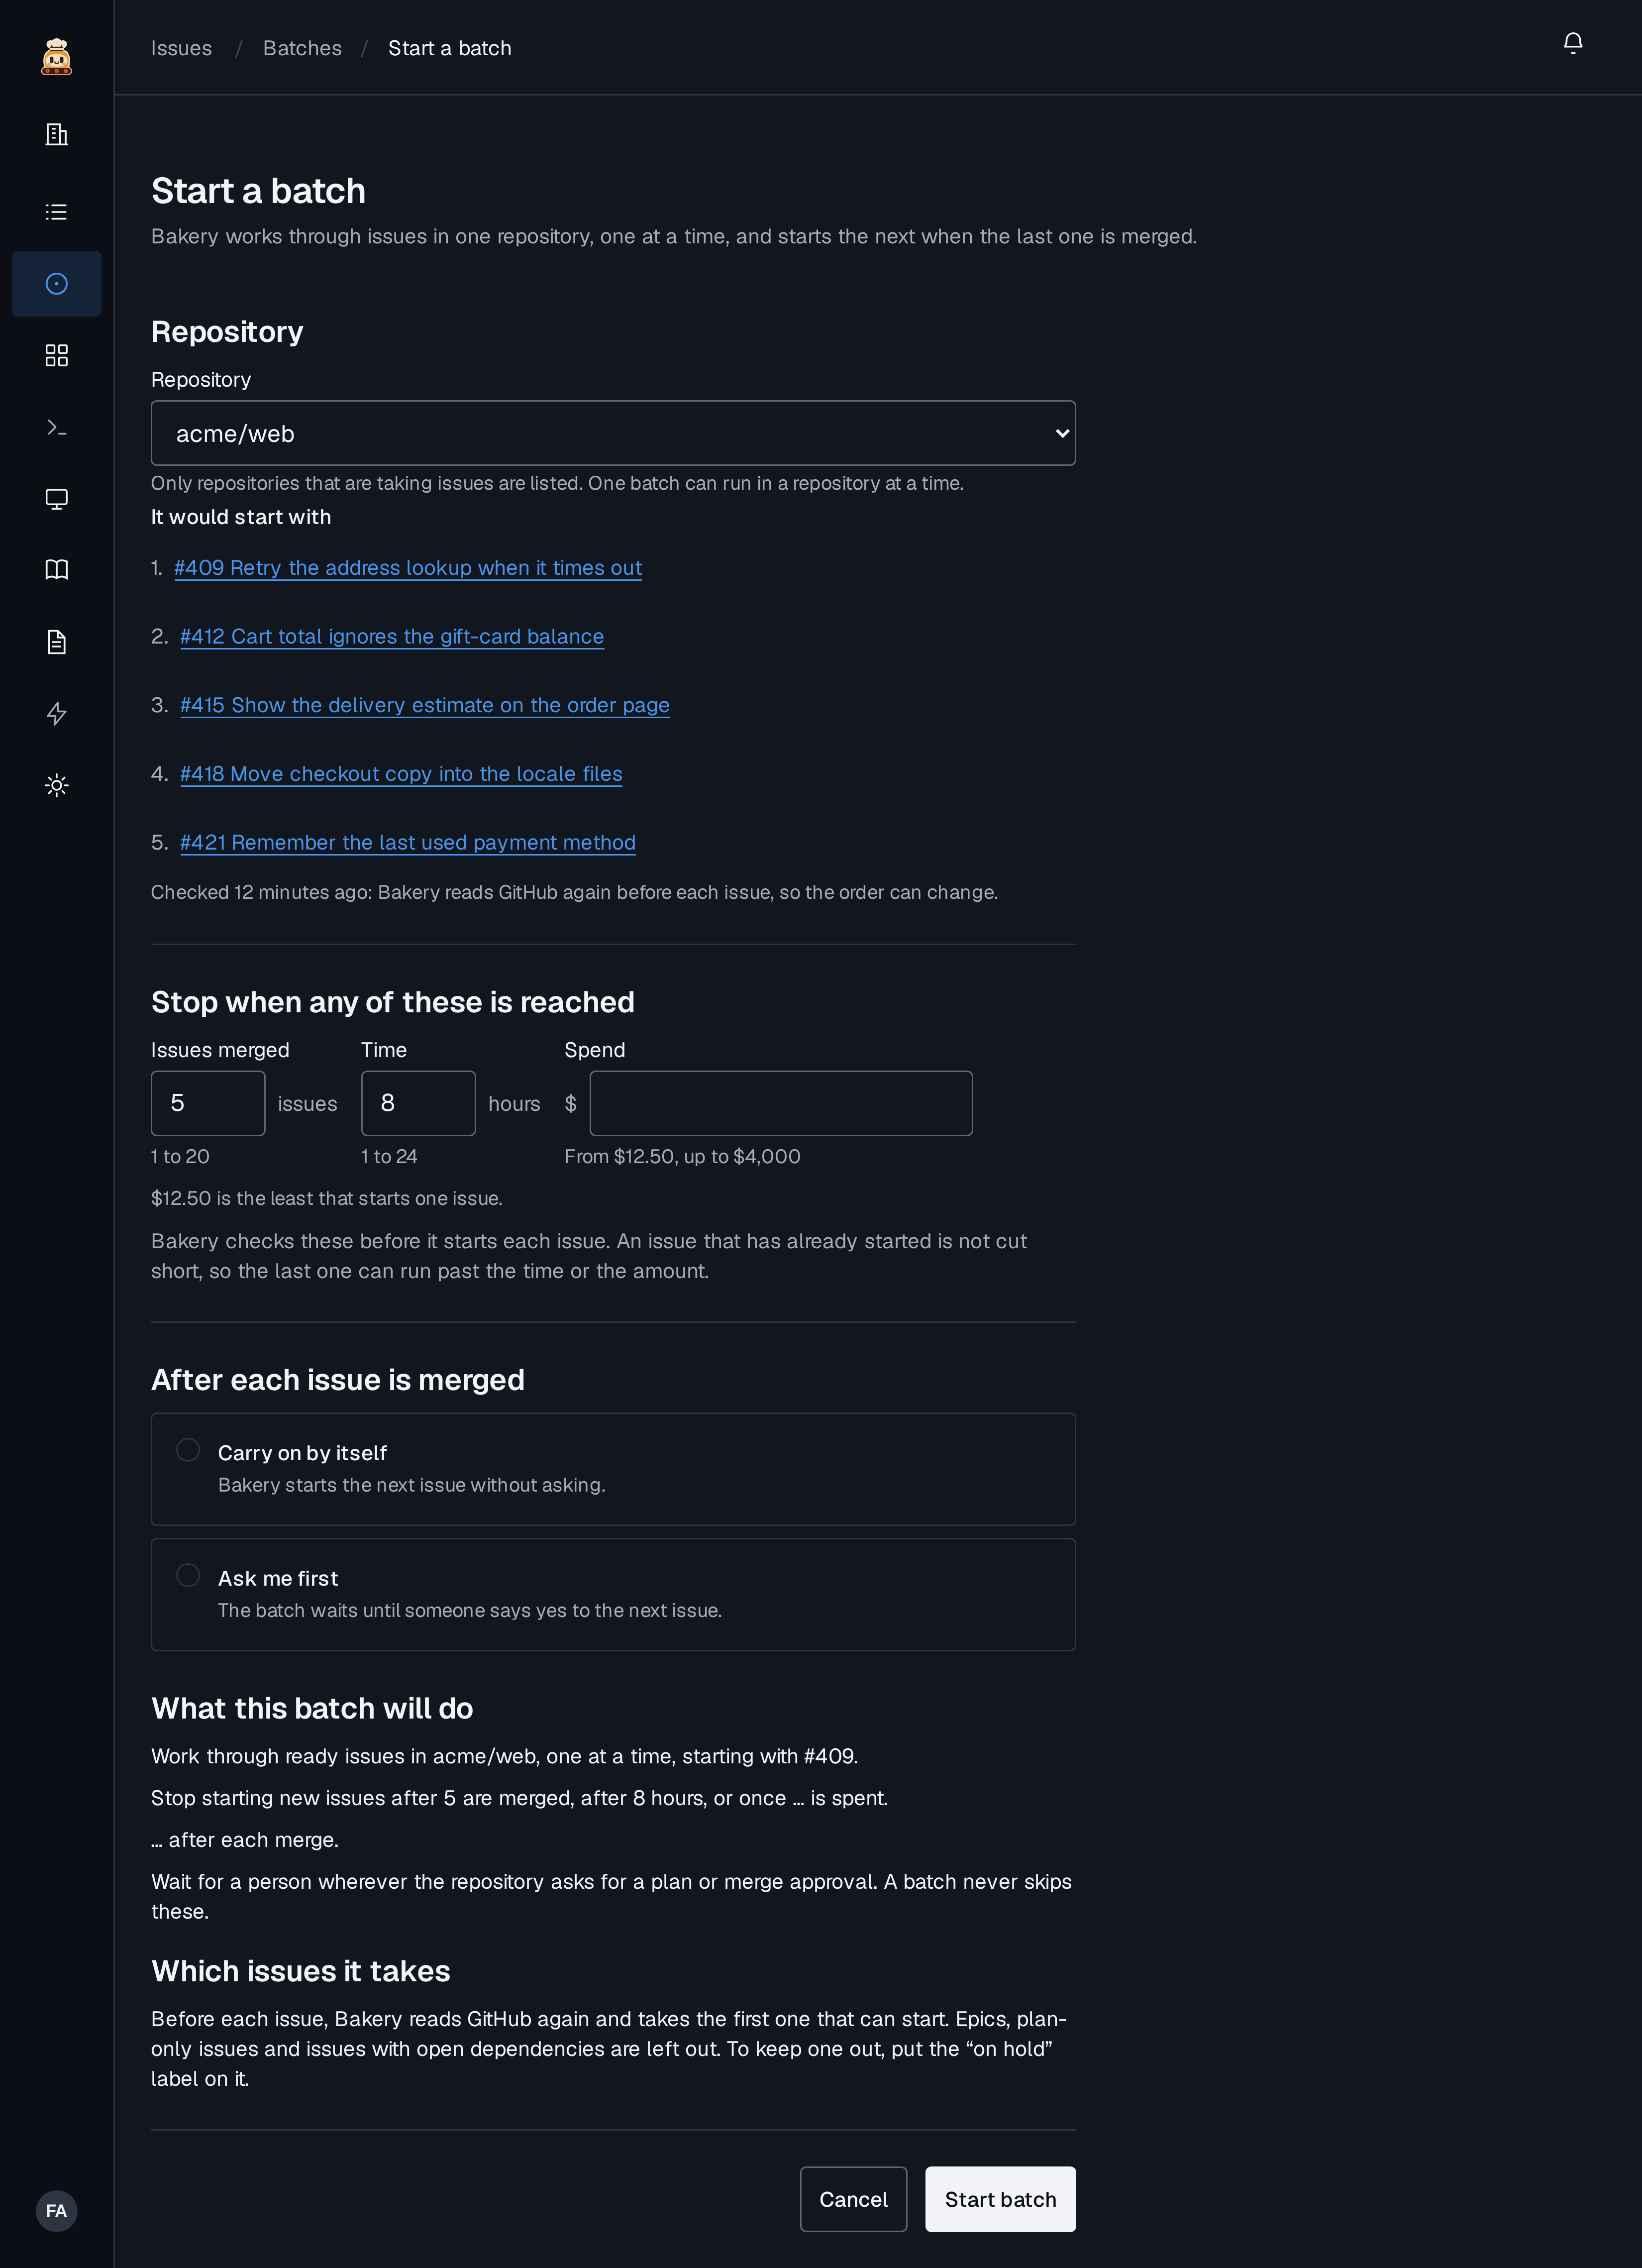 Issues / Batches / Start a batch
Start a batch
Bakery works through issues in one repository, one at a time, and starts the next when the last one is merged.
Repository
Repository
acme/web
Only repositories that are taking issues are listed. One batch can run in a repository at a time.
It would start with
1. #409 Retry the address lookup when it times out
2. #412 Cart total ignores the gift-card balance
3. #415 Show the delivery estimate on the order page
4. #418 Move checkout copy into the locale files
5. #421 Remember the last used payment method
Checked 12 minutes ago: Bakery reads GitHub again before each issue, so the order can change.
Stop when any of these is reached
Issues merged Time Spend
5 issues 8 hours $
1 to 20 1 to 24 From $12.50, up to $4,000
$12.50 is the least that starts one issue.
Bakery checks these before it starts each issue. An issue that has already started is not cut
short, so the last one can run past the time or the amount.
After each issue is merged
Carry on by itself
Bakery starts the next issue without asking.
Ask me first
The batch waits until someone says yes to the next issue.
What this batch will do
Work through ready issues in acme/web, one at a time, starting with #409.
Stop starting new issues after 5 are merged, after 8 hours, or once … is spent.
… after each merge.
Wait for a person wherever the repository asks for a plan or merge approval. A batch never skips
these.
Which issues it takes
Before each issue, Bakery reads GitHub again and takes the first one that can start. Epics, plan-
only issues and issues with open dependencies are left out. To keep one out, put the “on hold”
label on it.
Cancel Start batch
FA